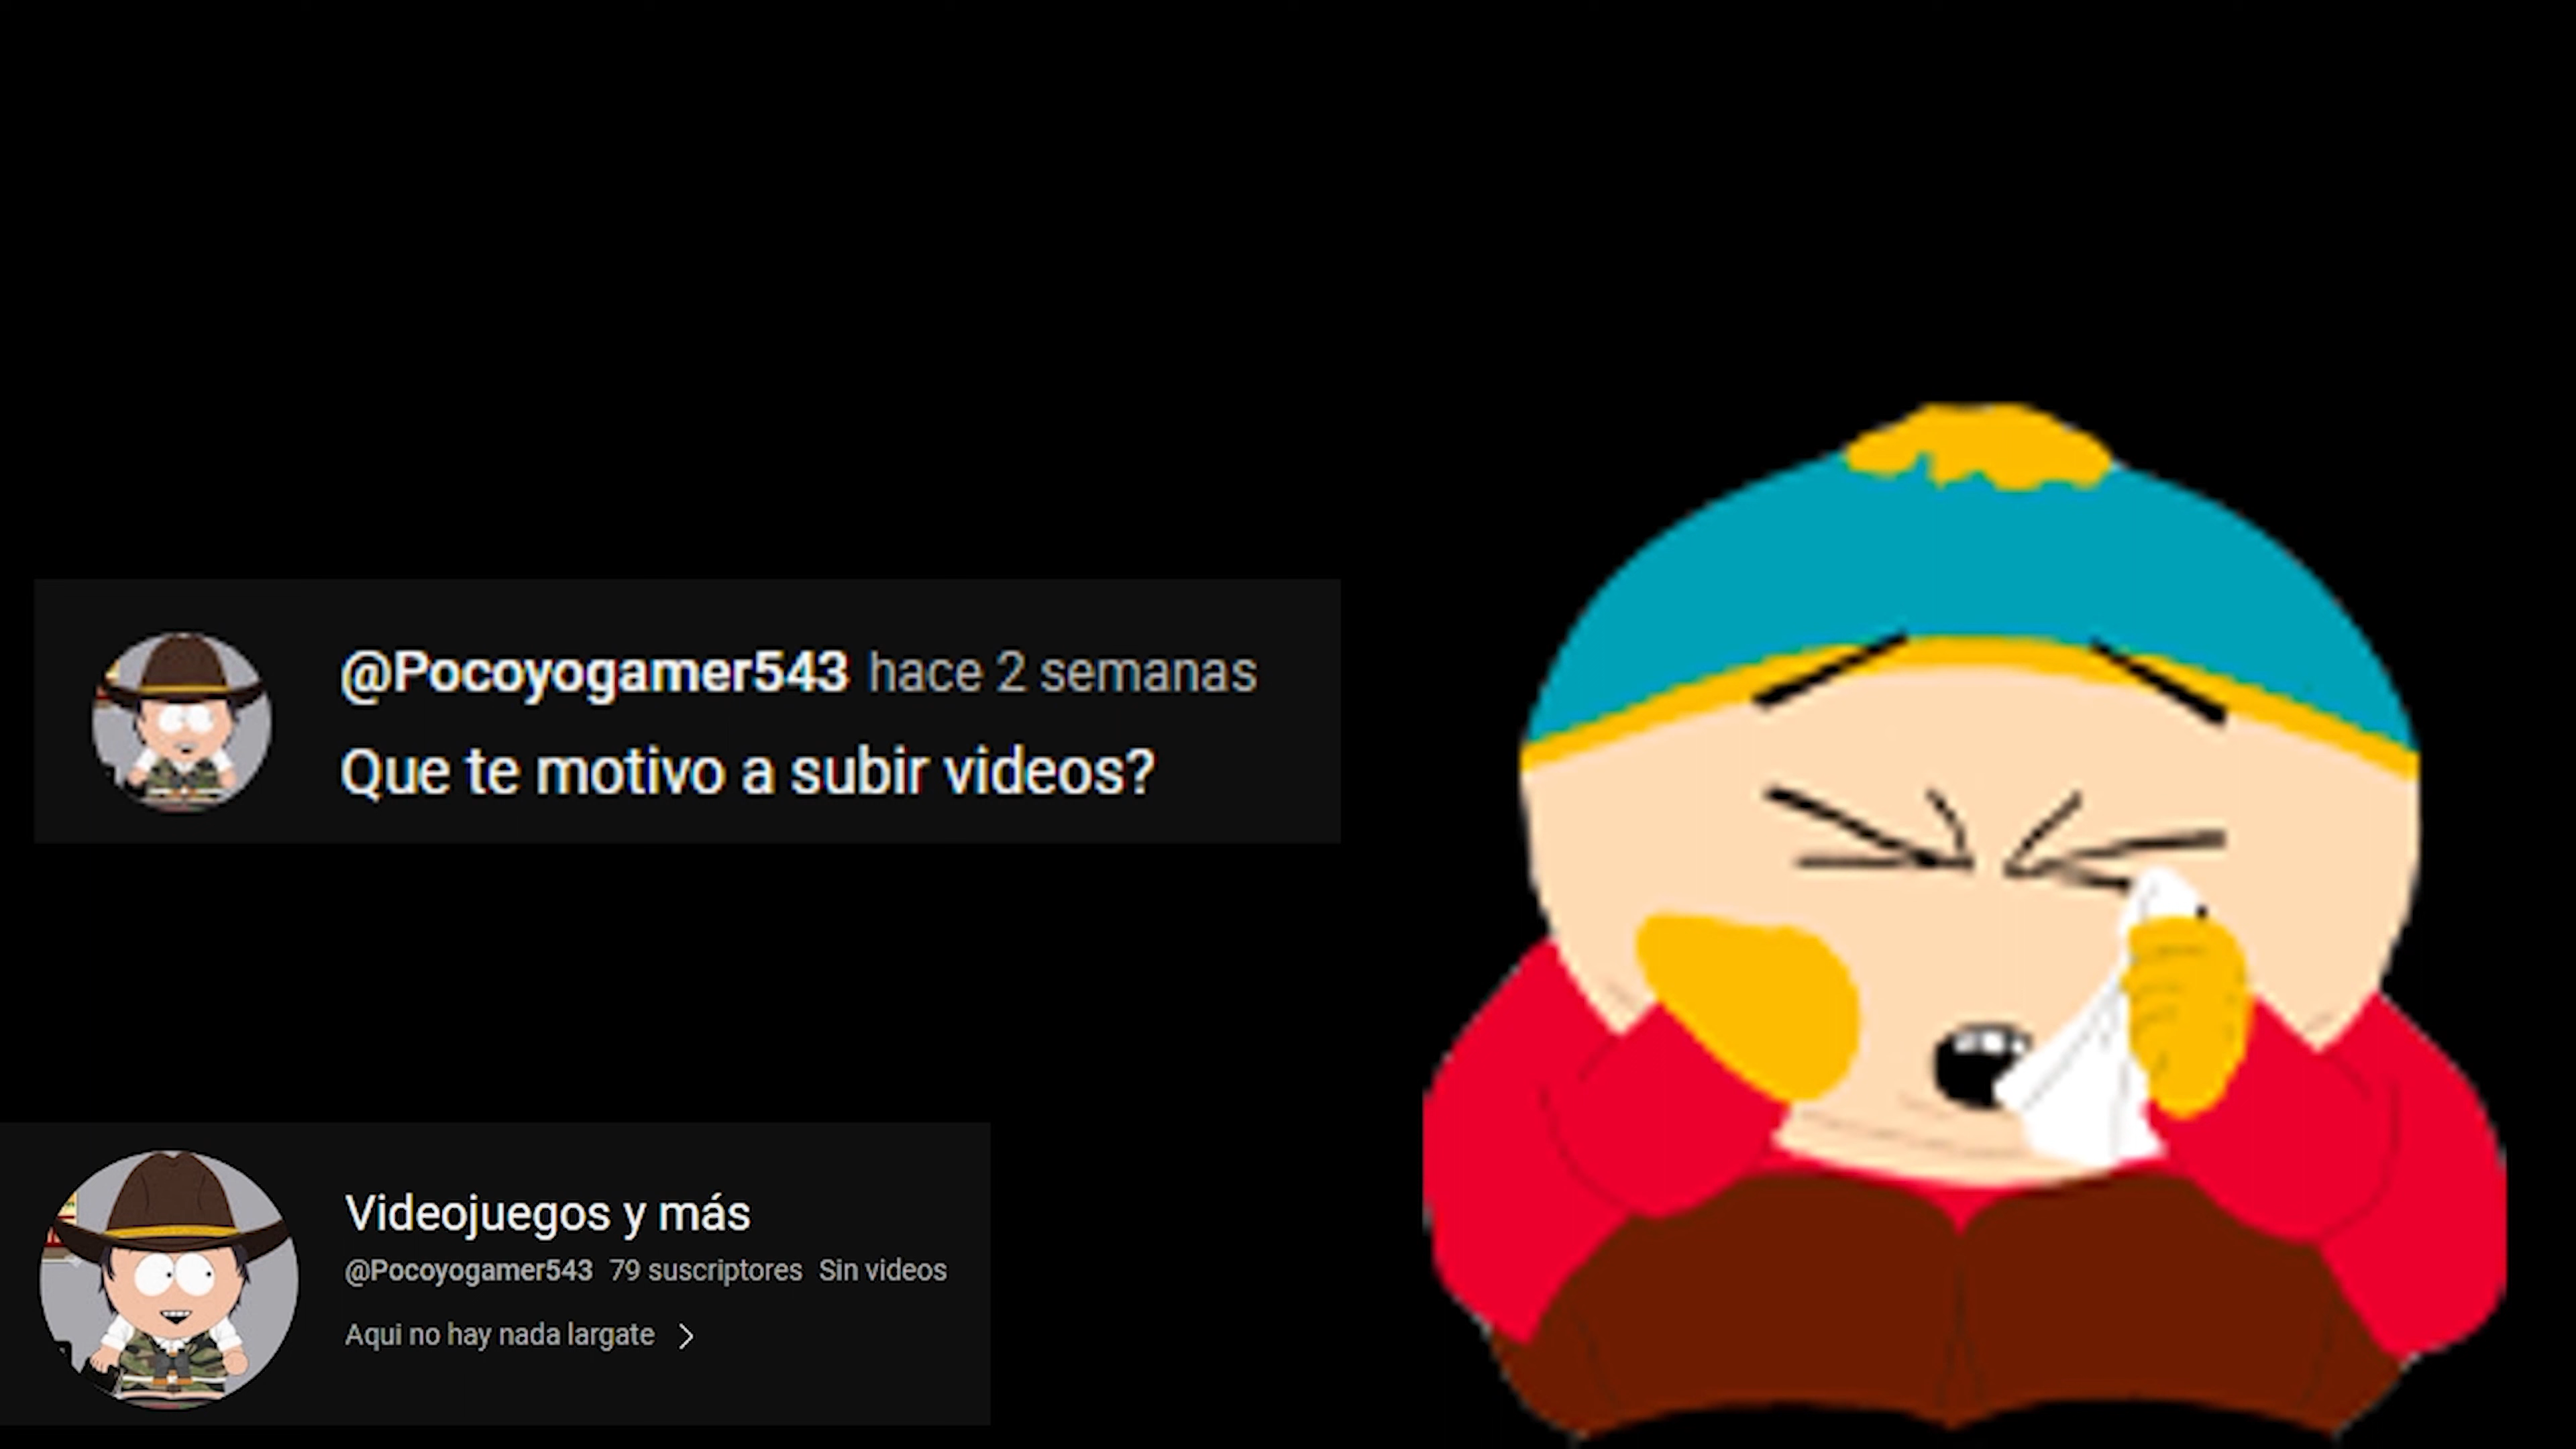 @Pocoyogamer543 hace 2 semanas
Que te motivo a subir videos?
Videojuegos y más
@Pocoyogamer543 79 suscriptores Sin videos
Aqui no hay nada largate